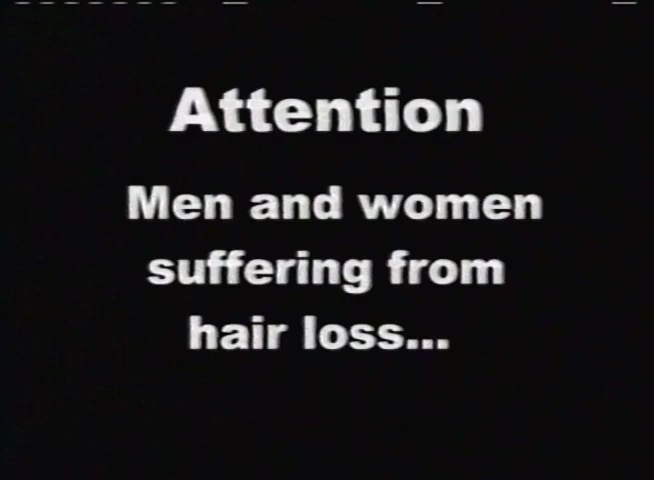 Attention
Men and women
suffering from
hair loss...